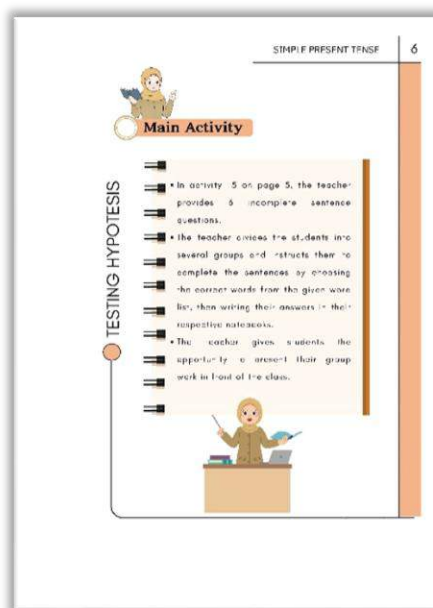 SIMPLE PRESENT TENSE
6
Main Activity
TESTING HYPOTESIS
• In activity 5 on page 5, the teacher
provides 6 incomplete sentence
questions.
• The teacher divides the students into
several groups and instructs them to
complete the sentences by choosing
the correct words from the given word
list, then writing their answers in their
respective notebooks.
• The teacher gives students the
opportunity to present their group
work in front of the class.